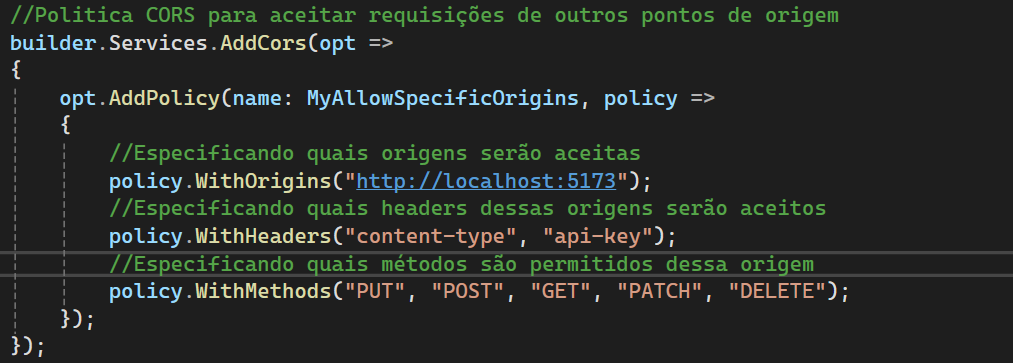 //Politica CORS para aceitar requisições de outros pontos de origem
builder.Services.AddCors(opt =>
{
    opt.AddPolicy(name: MyAllowSpecificOrigins, policy =>
    {
        //Especificando quais origens serão aceitas
        policy.WithOrigins("http://localhost:5173");
        //Especificando quais headers dessas origens serão aceitos
        policy.WithHeaders("content-type", "api-key");
        //Especificando quais métodos são permitidos dessa origem
        policy.WithMethods("PUT", "POST", "GET", "PATCH", "DELETE");
    });
});